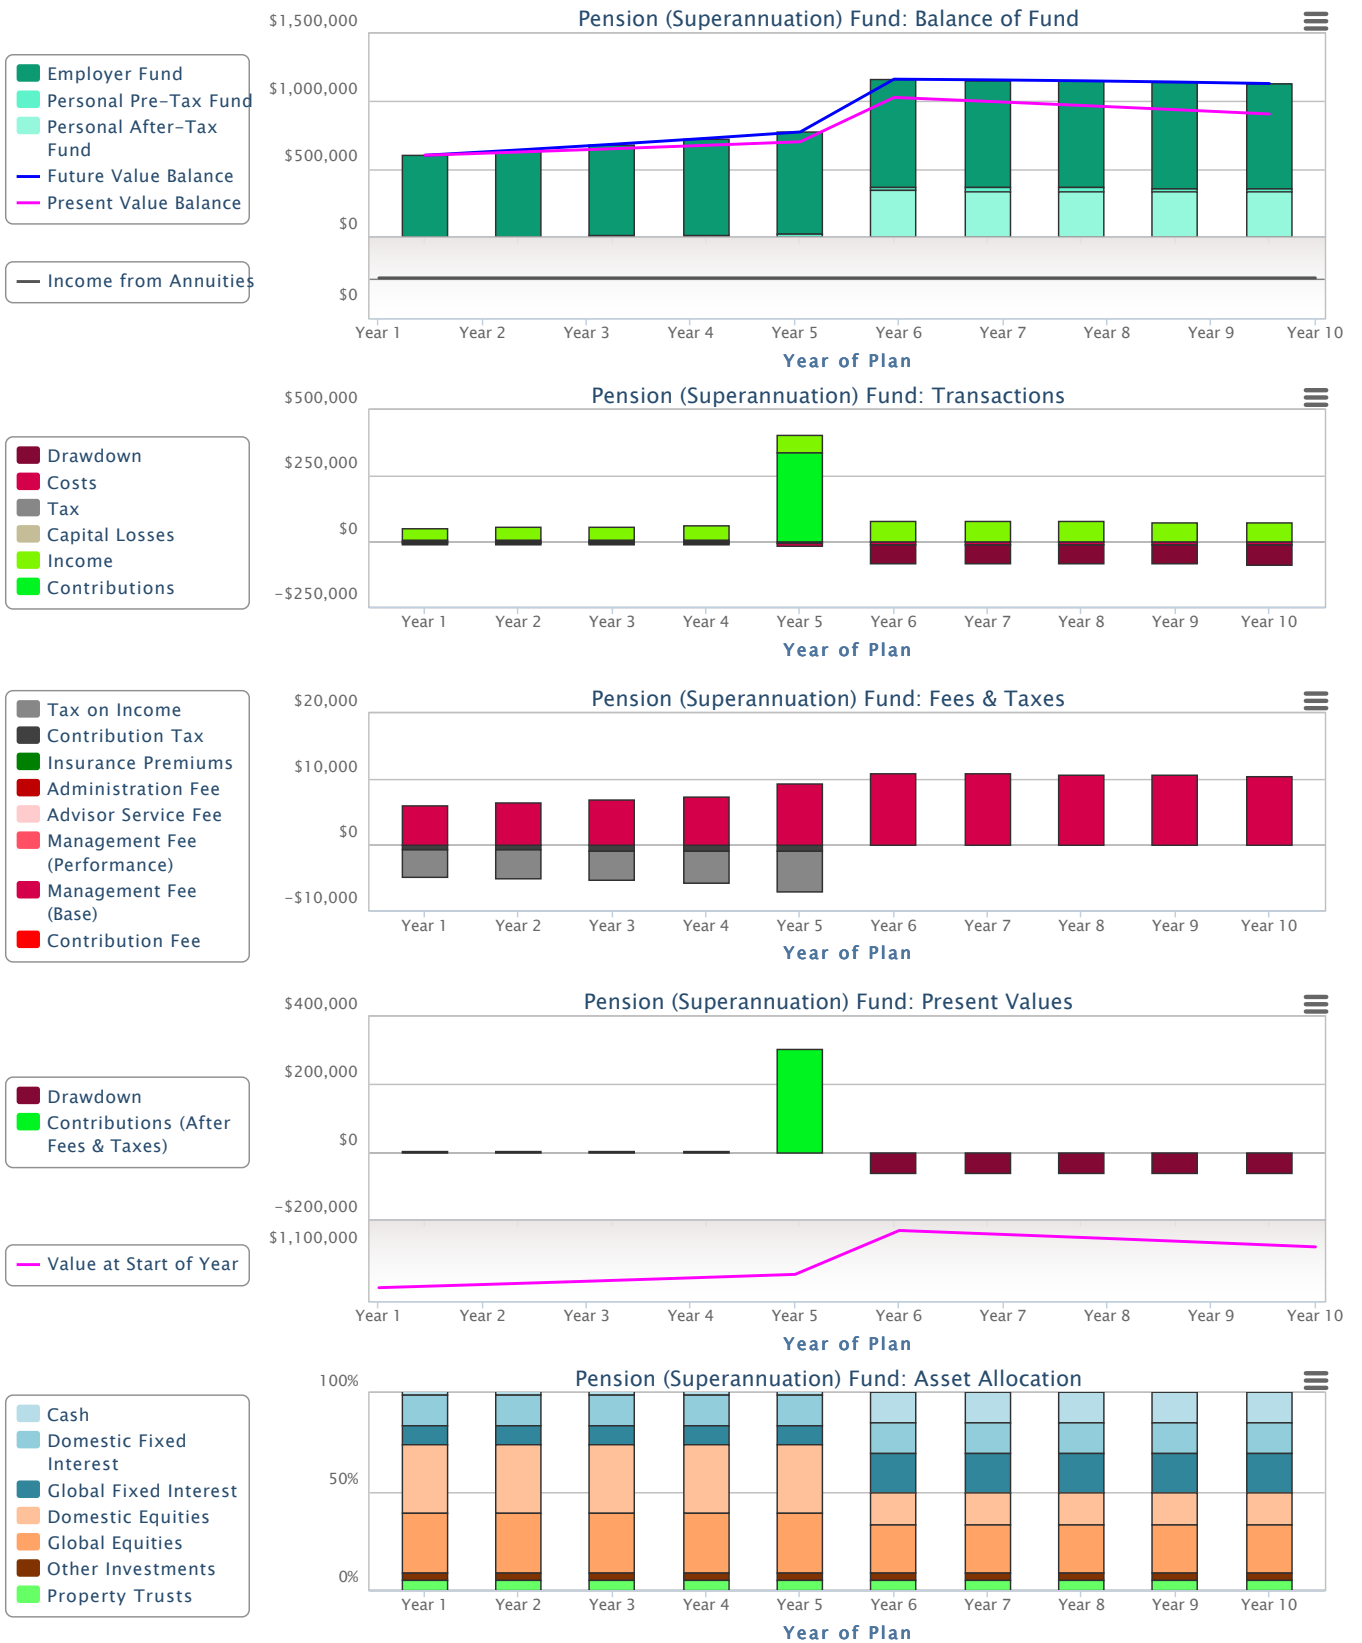 Pension (Superannuation) Fund: Balance of Fund
$1,500,000
$1,000,000
$500,000
$0
Employer Fund
Personal Pre-Tax Fund
Personal After-Tax
Fund
Future Value Balance
Present Value Balance
Income from Annuities
$0
Year 1 Year 2 Year 3 Year 4 Year 5 Year 6 Year 7 Year 8 Year 9 Year 10
Year of Plan
Pension (Superannuation) Fund: Transactions
$500,000
$250,000
$0
-$250,000
Drawdown
Costs
Tax
Capital Losses
Income
Contributions
Year 1 Year 2 Year 3 Year 4 Year 5 Year 6 Year 7 Year 8 Year 9 Year 10
Year of Plan
Pension (Superannuation) Fund: Fees & Taxes
$20,000
$10,000
$0
-$10,000
Tax on Income
Contribution Tax
Insurance Premiums
Administration Fee
Advisor Service Fee
Management Fee
(Performance)
Management Fee
(Base)
Contribution Fee
Year 1 Year 2 Year 3 Year 4 Year 5 Year 6 Year 7 Year 8 Year 9 Year 10
Year of Plan
Pension (Superannuation) Fund: Present Values
$400,000
$200,000
$0
-$200,000
Drawdown
Contributions (After
Fees & Taxes)
$1,100,000
Value at Start of Year
Year 1 Year 2 Year 3 Year 4 Year 5 Year 6 Year 7 Year 8 Year 9 Year 10
Year of Plan
Pension (Superannuation) Fund: Asset Allocation
100%
50%
0%
Cash
Domestic Fixed
Interest
Global Fixed Interest
Domestic Equities
Global Equities
Other Investments
Property Trusts
Year 1 Year 2 Year 3 Year 4 Year 5 Year 6 Year 7 Year 8 Year 9 Year 10
Year of Plan